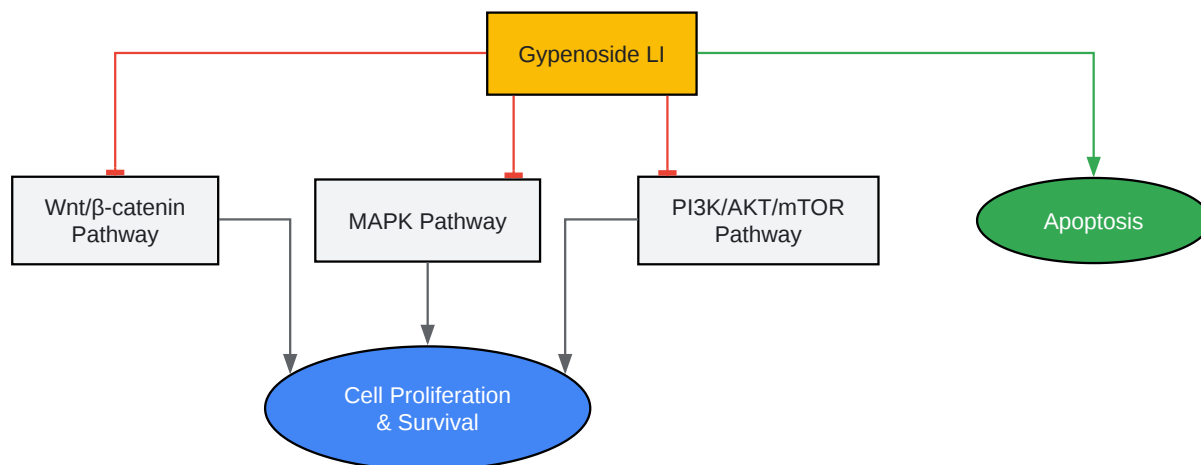 Gypenoside LI
Wnt/β-catenin
Pathway
MAPK Pathway
PI3K/AKT/mTOR
Pathway
Apoptosis
Cell Proliferation
& Survival